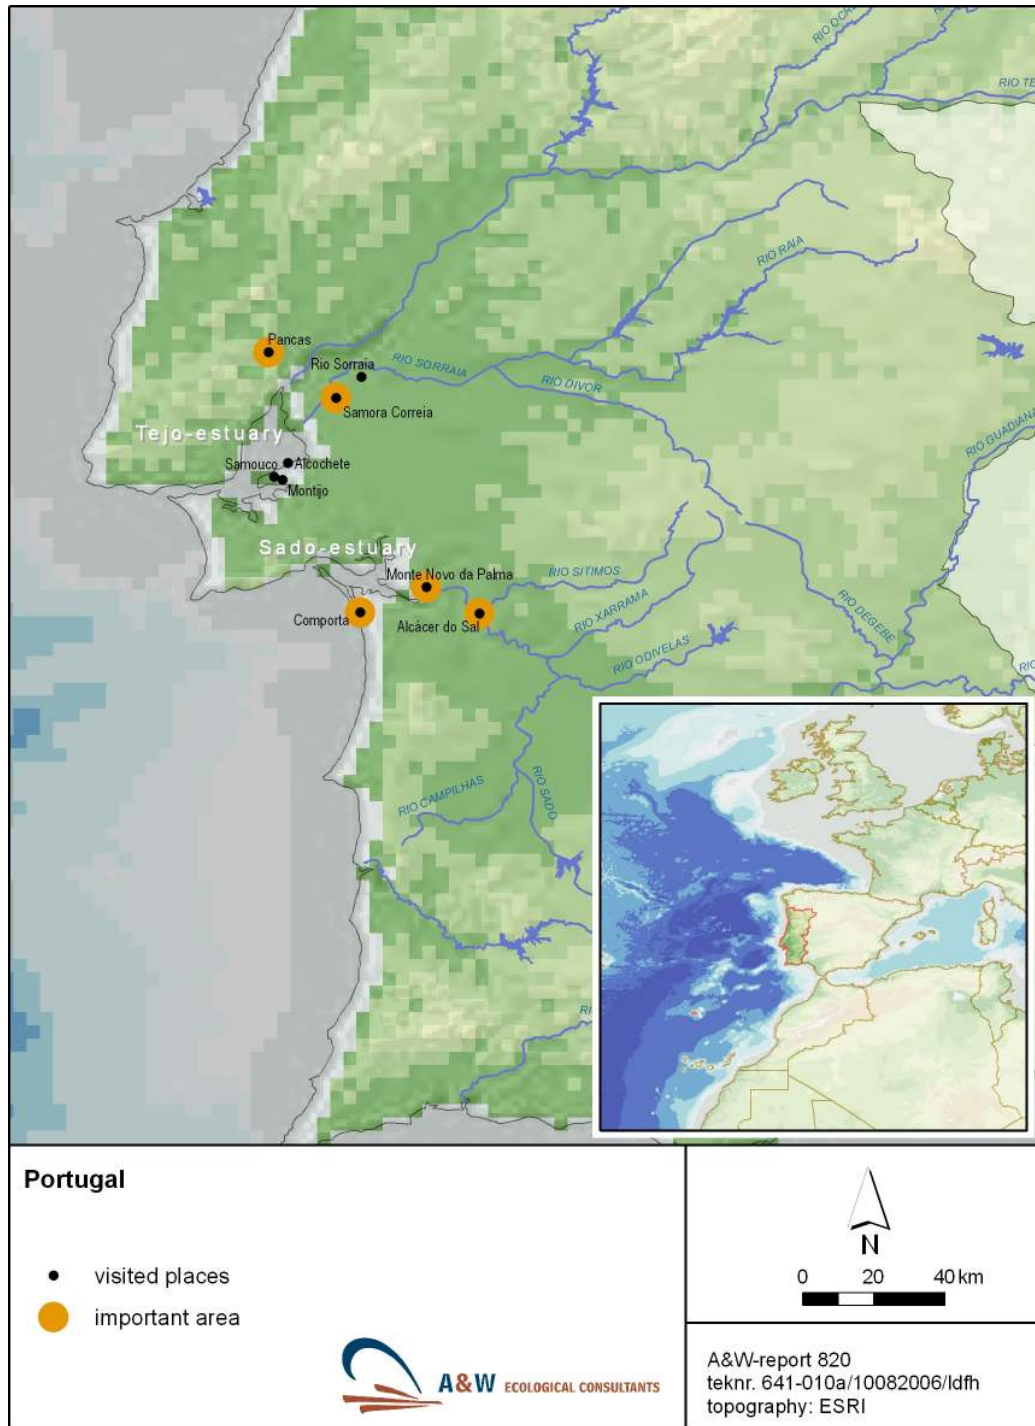 RIO OCRE
RIO TE
RIO RAIA
Pancas
Rio Sorraia
RIO SORRAIA
RIO DIVOR
Samora Correia
Tejo-estuary
RIO GUADIANA
Samouco
Alcochete
Montijo
Sado-estuary
Monte Novo da Palma
RIO SITIMOS
Comporta
Alcácer do Sal
RIO XARRAMA
RIO DEGEBE
RIO ODIVELAS
RIO
RIO CAMPILHAS
RIO SADO
Portugal
visited places
important area
A&W ECOLOGICAL CONSULTANTS
N
0 20 40 km
A&W-report 820
teknr. 641-010a/10082006/ldfh
topography: ESRI